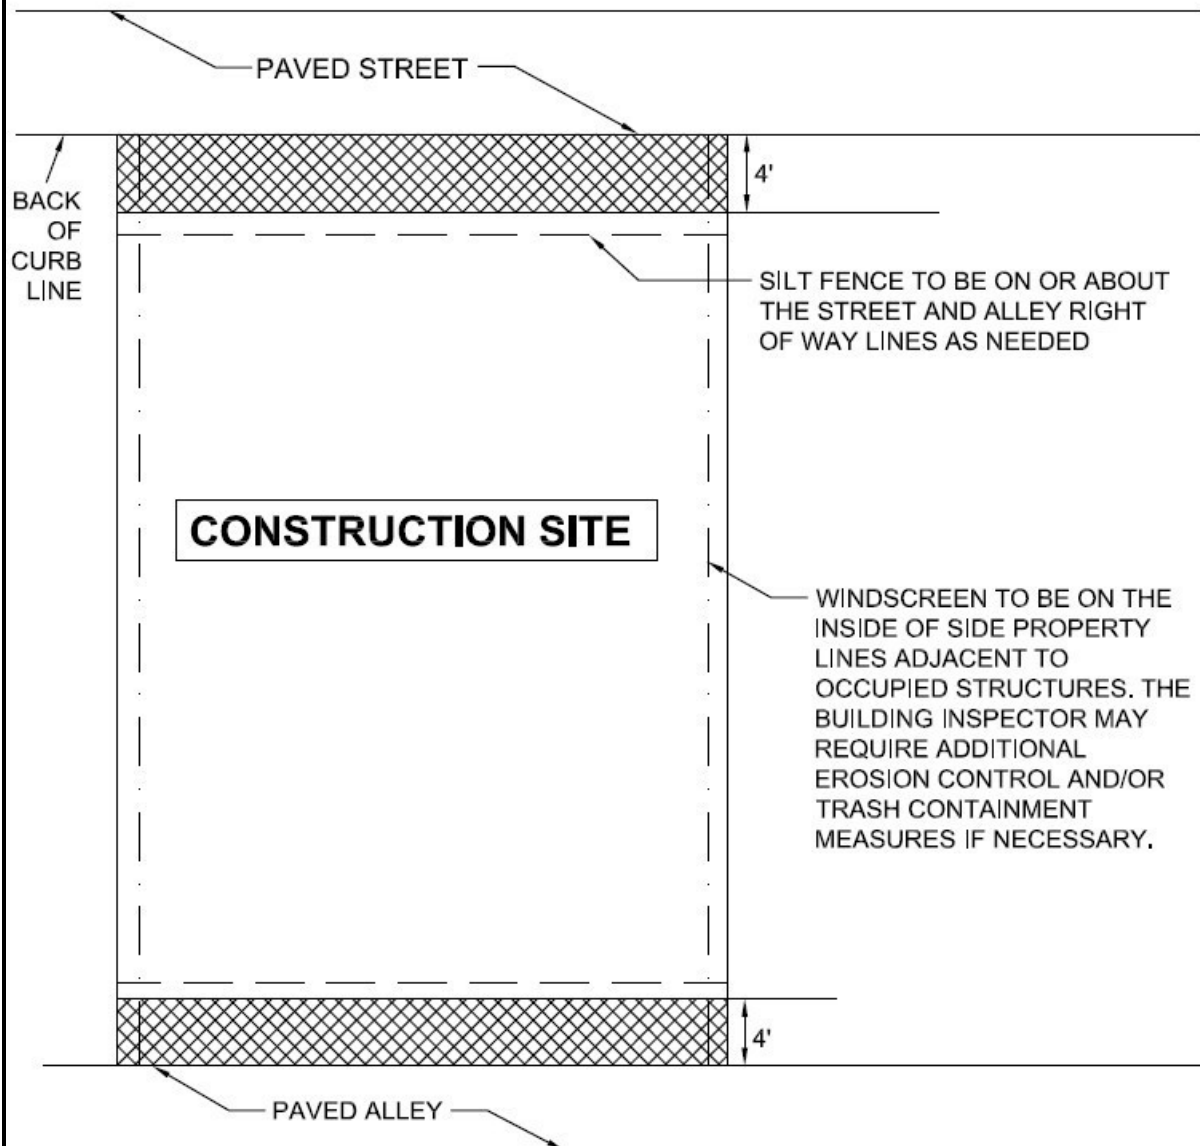 PAVED STREET
BACK
OF
CURB
LINE
4'
SILT FENCE TO BE ON OR ABOUT
THE STREET AND ALLEY RIGHT
OF WAY LINES AS NEEDED
CONSTRUCTION SITE
WINDSCREEN TO BE ON THE
INSIDE OF SIDE PROPERTY
LINES ADJACENT TO
OCCUPIED STRUCTURES. THE
BUILDING INSPECTOR MAY
REQUIRE ADDITIONAL
EROSION CONTROL AND/OR
TRASH CONTAINMENT
MEASURES IF NECESSARY.
4'
PAVED ALLEY